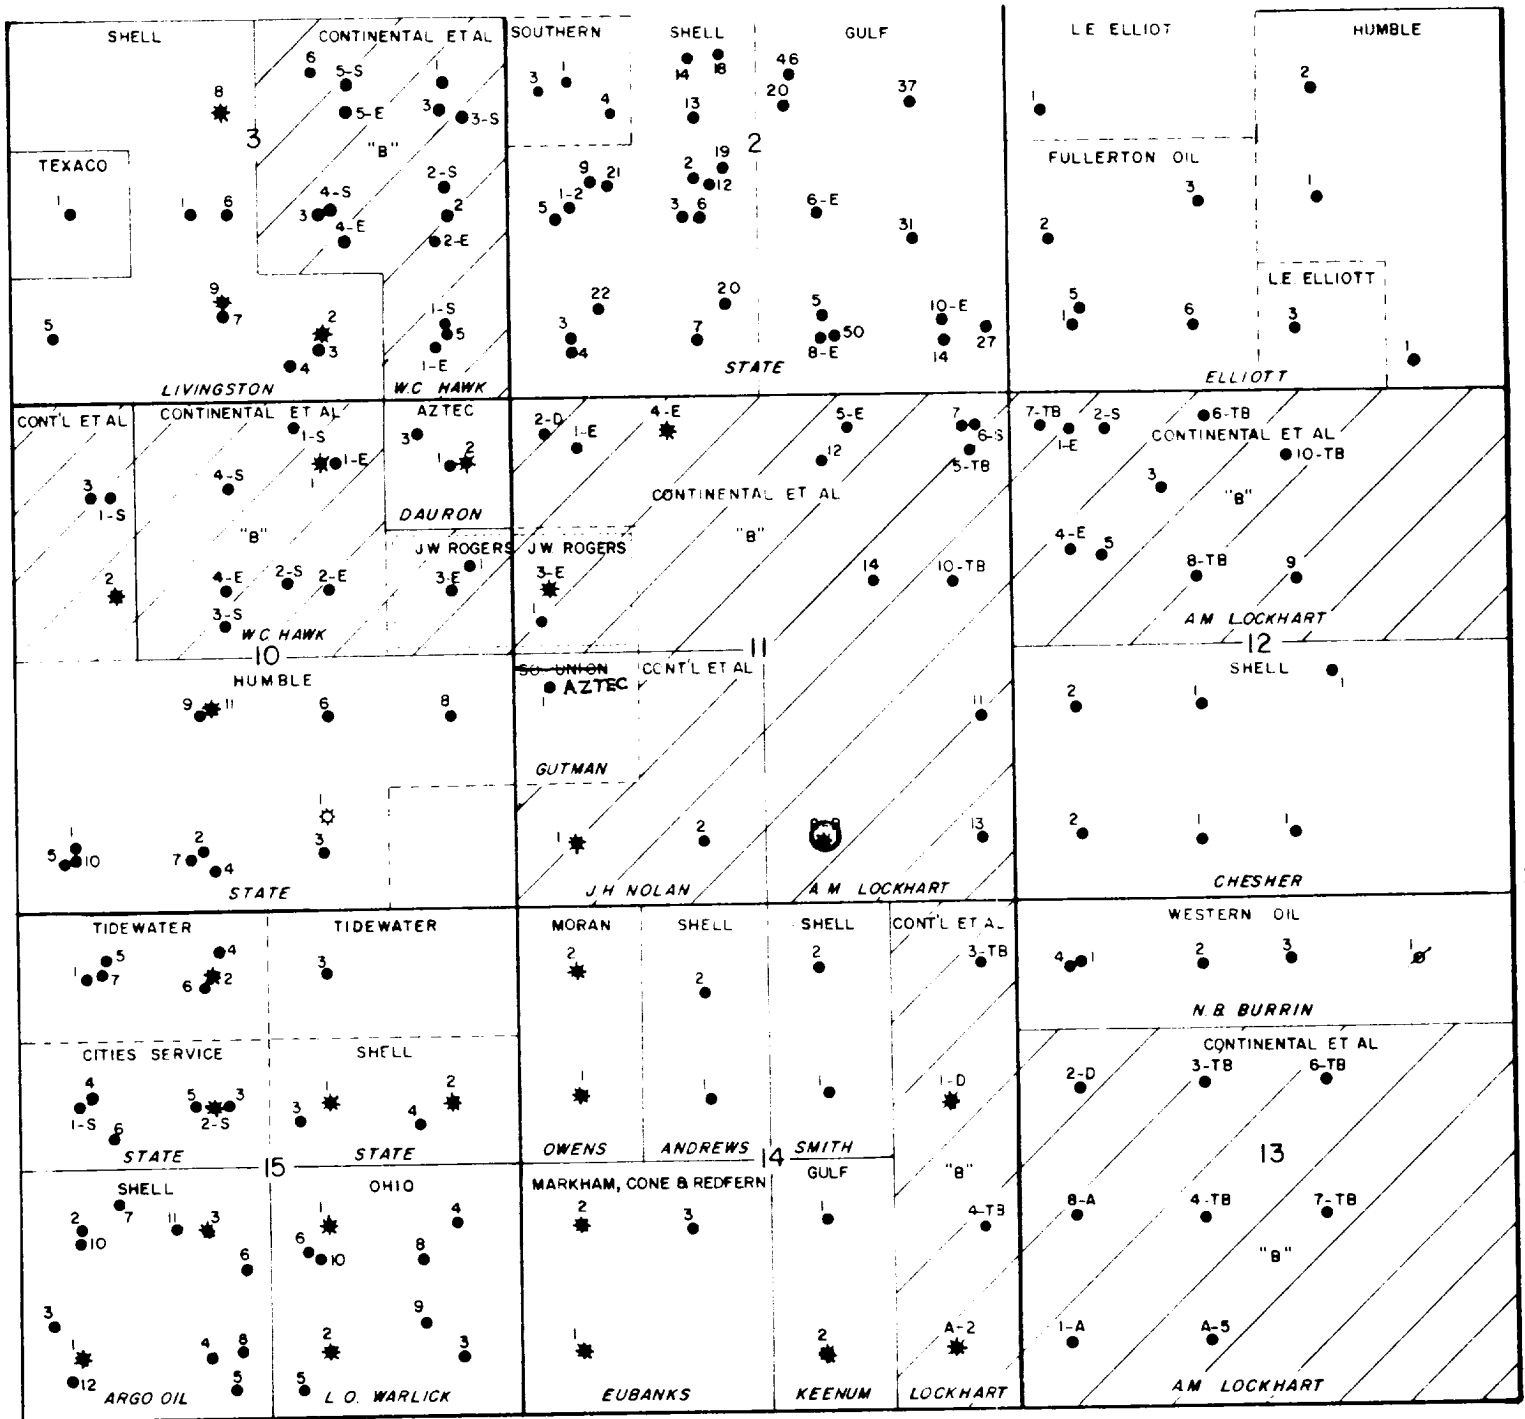 SHELL
CONTINENTAL ET AL
6
5-S
1
8
5-E
3
3-S
3
"B"
TEXACO
1
2-S
4-S
1
6
3
2
4-E
2-E
9
7
1-S
5
5
2
3
1-E
4
LIVINGSTON
W.C HAWK
SOUTHERN
SHELL
GULF
1
3
4
14
18
46
20
37
13
2
19
9
21
2
12
1-2
5
3
6
6-E
31
22
20
5
10-E
3
7
50
27
4
8-E
14
STATE
L E ELLIOT
HUMBLE
2
1
FULLERTON OIL
3
1
2
L.E. ELLIOTT
5
1
6
3
1
ELLIOTT
CONT'L ET AL
CONTINENTAL ET AL
AZTEC
1-S
3
1
2
1-E
1
4-S
3
1-S
DAURON
"B"
J W ROGERS
J.W. ROGERS
1
2
4-E
2-S
2-E
3-E
3-E
3-S
1
W.C HAWK
10
2-D
1-E
4-E
5-E
7
6-S
12
5-TB
CONTINENTAL ET AL
"B"
14
10-TB
11
7-TB
1-E
2-S
6-TB
CONTINENTAL ET AL
10-TB
3
"B"
4-E
5
8-TB
9
A M LOCKHART
12
HUMBLE
9
11
6
8
1
1
5
10
2
7
4
3
STATE
SO UNION
AZTEC
1
CONT'L ET AL
11
GUTMAN
1
2
13
J.H NOLAN
A M LOCKHART
SHELL
1
2
1
2
1
1
CHESHER
TIDEWATER
TIDEWATER
5
4
1
7
2
6
3
CITIES SERVICE
SHELL
4
5
3
1
2
1-S
2-S
3
4
6
STATE
STATE
15
MORAN
SHELL
SHELL
CONT'L ET AL
2
2
2
3-TB
1
1
1
1-D
OWENS
ANDREWS
SMITH
14
"B"
WESTERN OIL
4
1
2
3
1
N.B. BURRIN
CONTINENTAL ET AL
2-D
3-TB
6-TB
13
SHELL
OHIO
7
2
11
3
1
4
10
6
10
8
6
3
9
1
4
8
2
3
12
5
5
ARGO OIL
L O. WARLICK
MARKHAM, CONE & REDFERN
GULF
2
3
1
4-TB
1
2
A-2
EUBANKS
KEENUM
LOCKHART
8-A
4-TB
7-TB
"B"
1-A
A-5
A.M LOCKHART